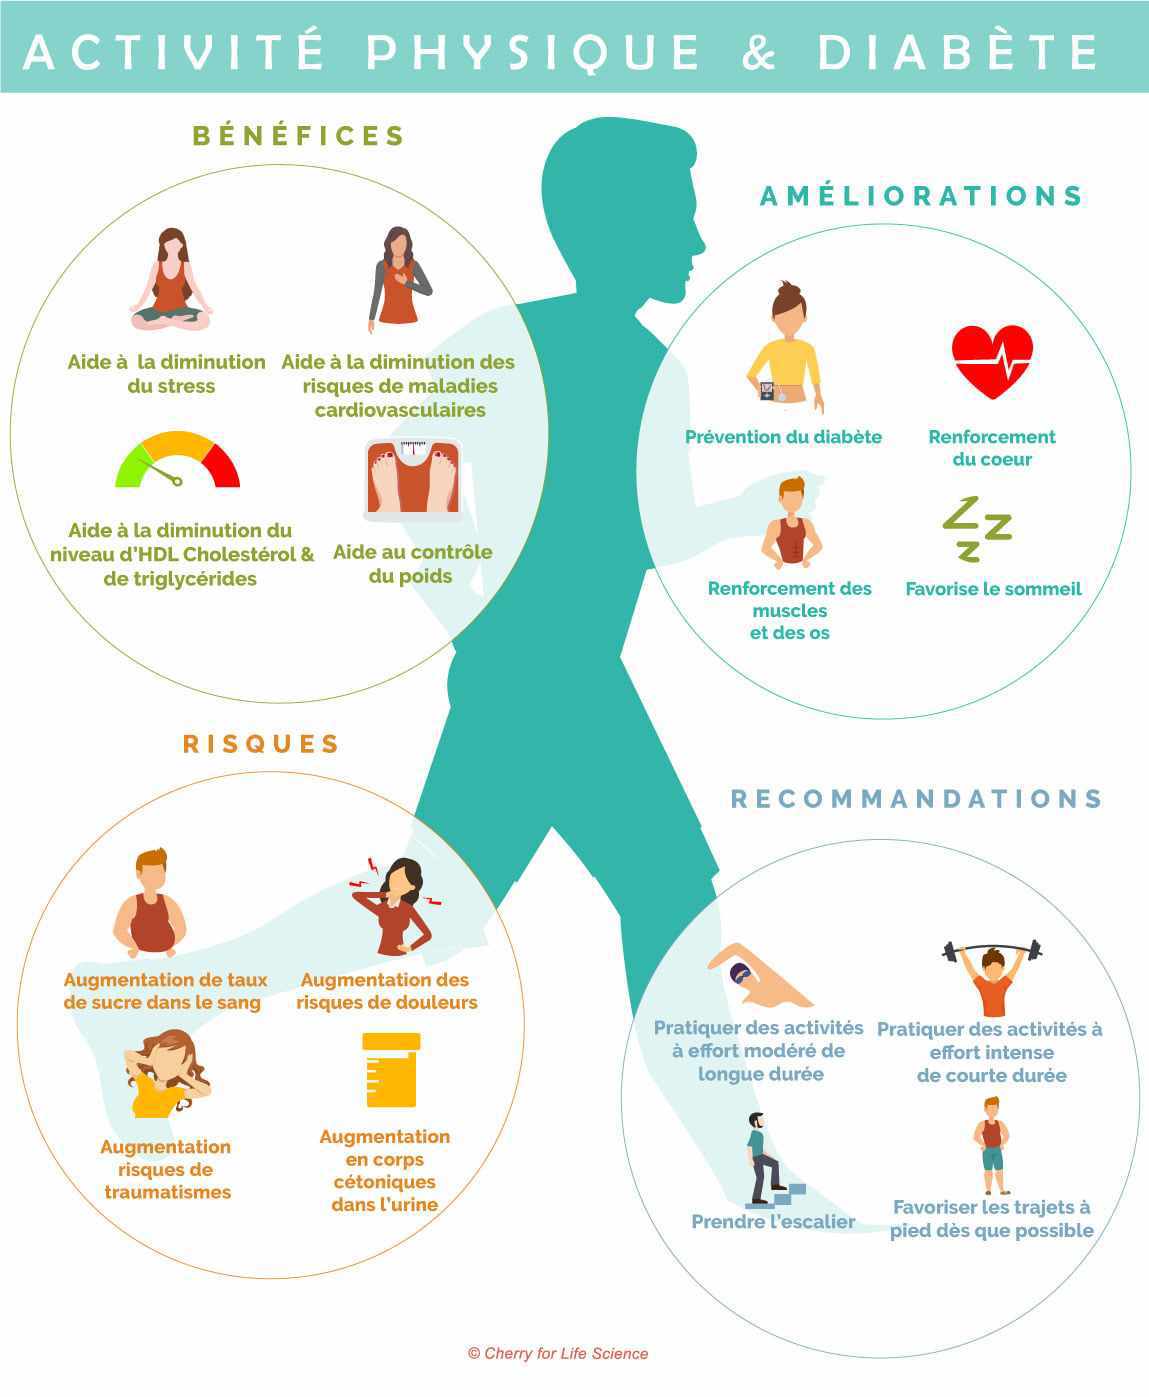 ACTIVITÉ PHYSIQUE & DIABÈTE
BÉNÉFICES
Aide à la diminution
du stress
Aide à la diminution des
risques de maladies
cardiovasculaires
Aide à la diminution du
niveau d'HDL Cholestérol &
de triglycérides
Aide au contrôle
du poids
AMÉLIORATIONS
Prévention du diabète
Renforcement
du coeur
Renforcement des
muscles
et des os
ZZZ
Favorise le sommeil
RISQUES
Augmentation de taux
de sucre dans le sang
Augmentation des
risques de douleurs
Augmentation
risques de
traumatismes
Augmentation
en corps
cétoniques
dans l'urine
RECOMMANDATIONS
Pratiquer des activités
à effort modéré de
longue durée
Pratiquer des activités à
effort intense
de courte durée
Prendre l'escalier
Favoriser les trajets à
pied dès que possible
© Cherry for Life Science